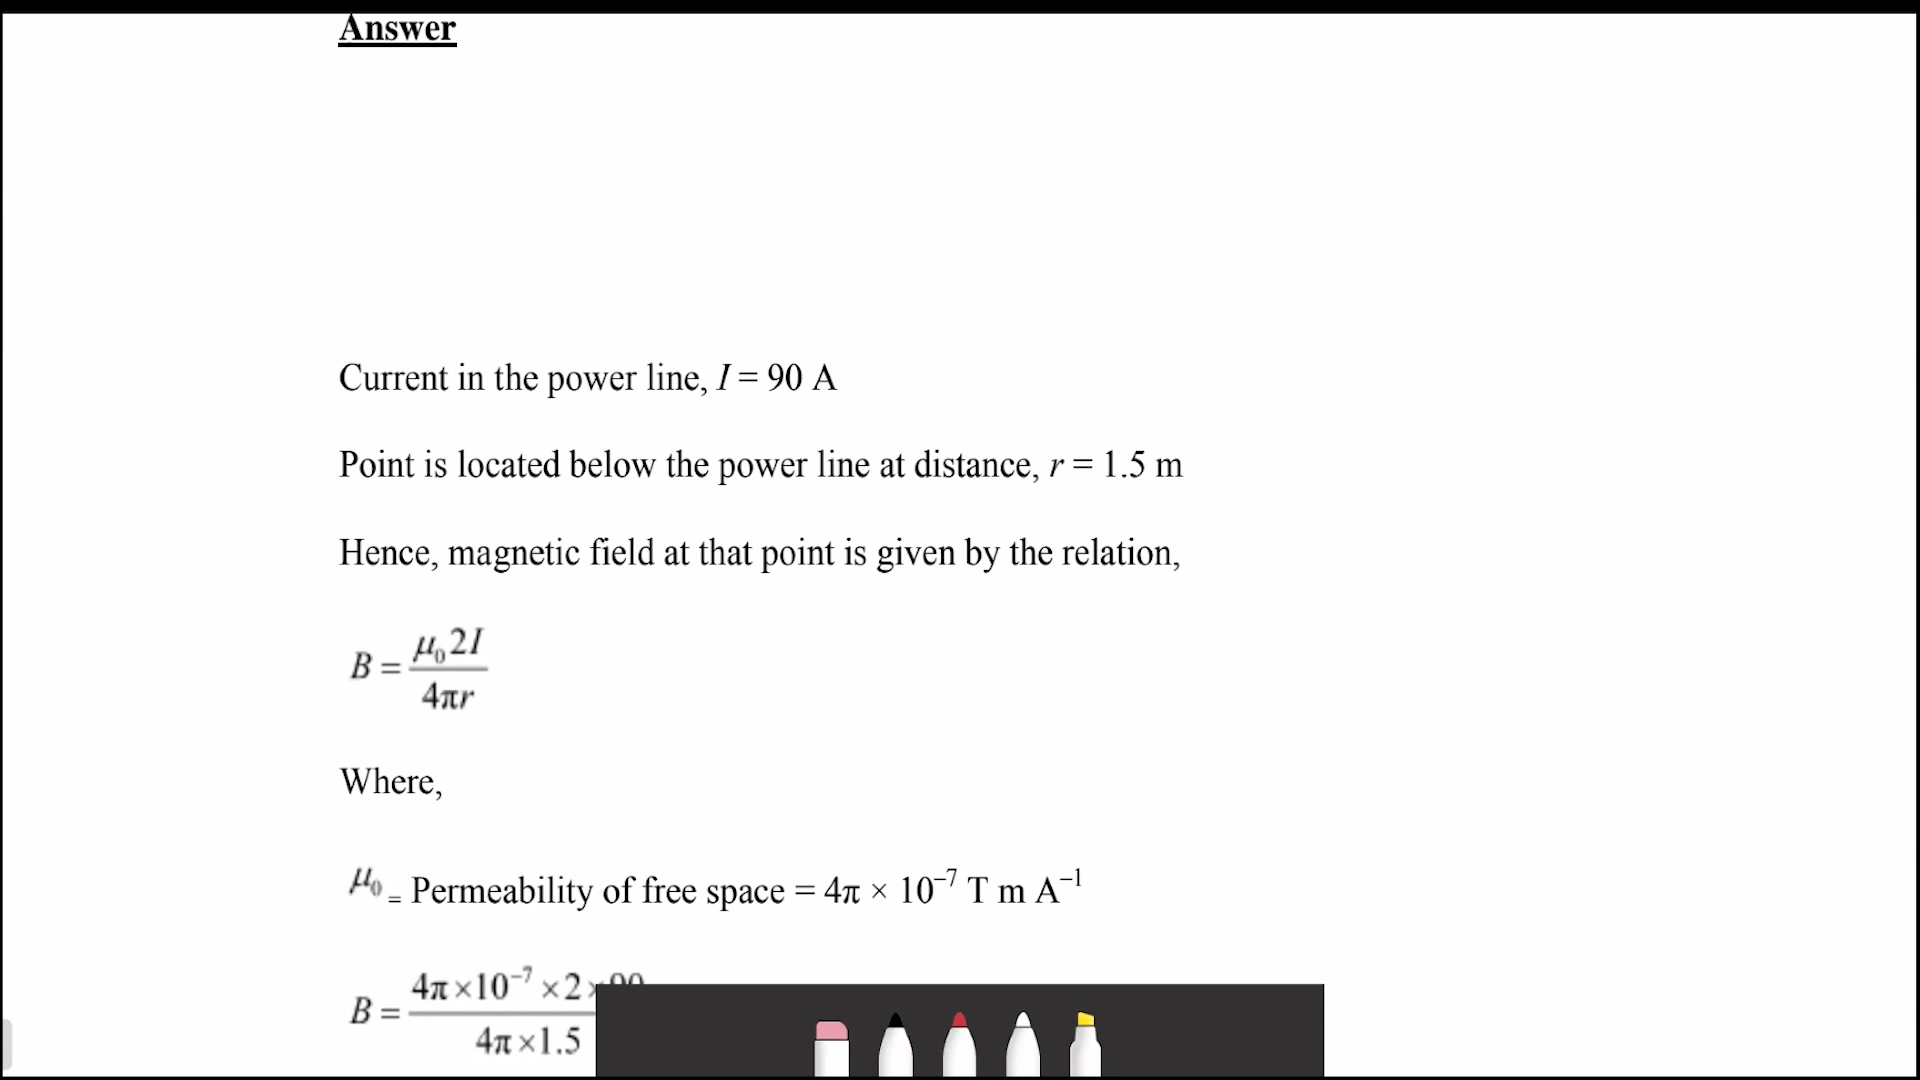 Answer
Current in the power line, I = 90 A
Point is located below the power line at distance, r = 1.5 m
Hence, magnetic field at that point is given by the relation,
B = μ₀2I / 4πr
Where,
μ₀ = Permeability of free space = 4π × 10⁻⁷ T m A⁻¹
B = 4π×10⁻⁷×2× / 4π×1.5